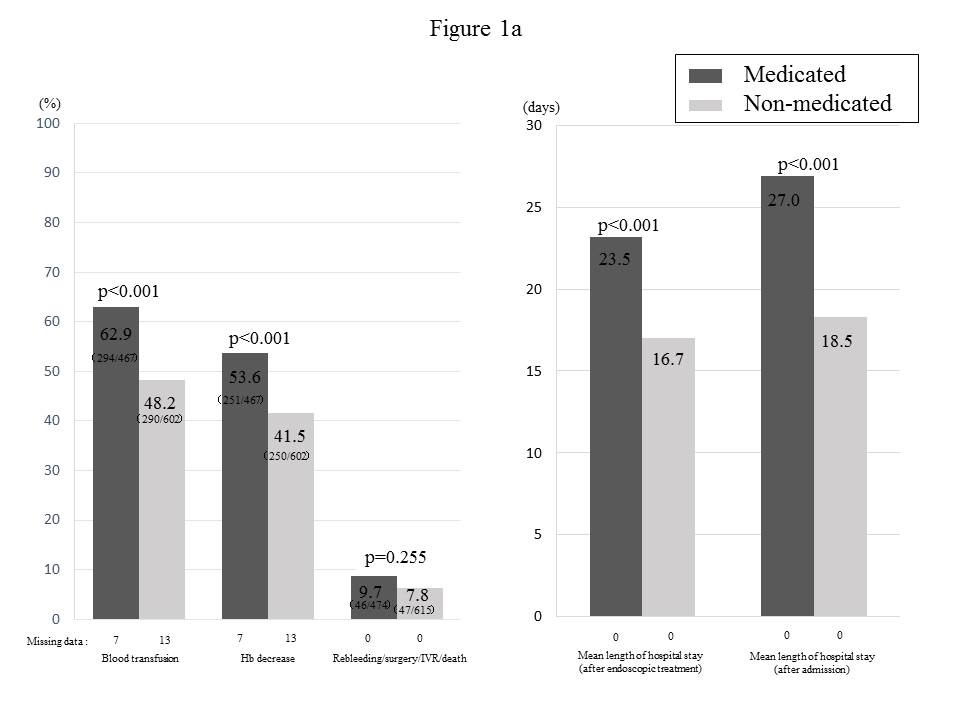 Figure 1a
Medicated
Non-medicated
(%)
100
90
80
70
60
50
40
30
20
10
0
p<0.001
62.9
(294/467)
48.2
(290/602)
p<0.001
53.6
(251/467)
41.5
(250/602)
p=0.255
9.7
(46/474)
7.8
(47/615)
Missing data : 7 13 7 13 0 0
Blood transfusion Hb decrease Rebleeding/surgery/IVR/death
(days)
30
25
20
15
10
5
0
p<0.001
23.5
16.7
p<0.001
27.0
18.5
0 0 0 0
Mean length of hospital stay
(after endoscopic treatment)
Mean length of hospital stay
(after admission)